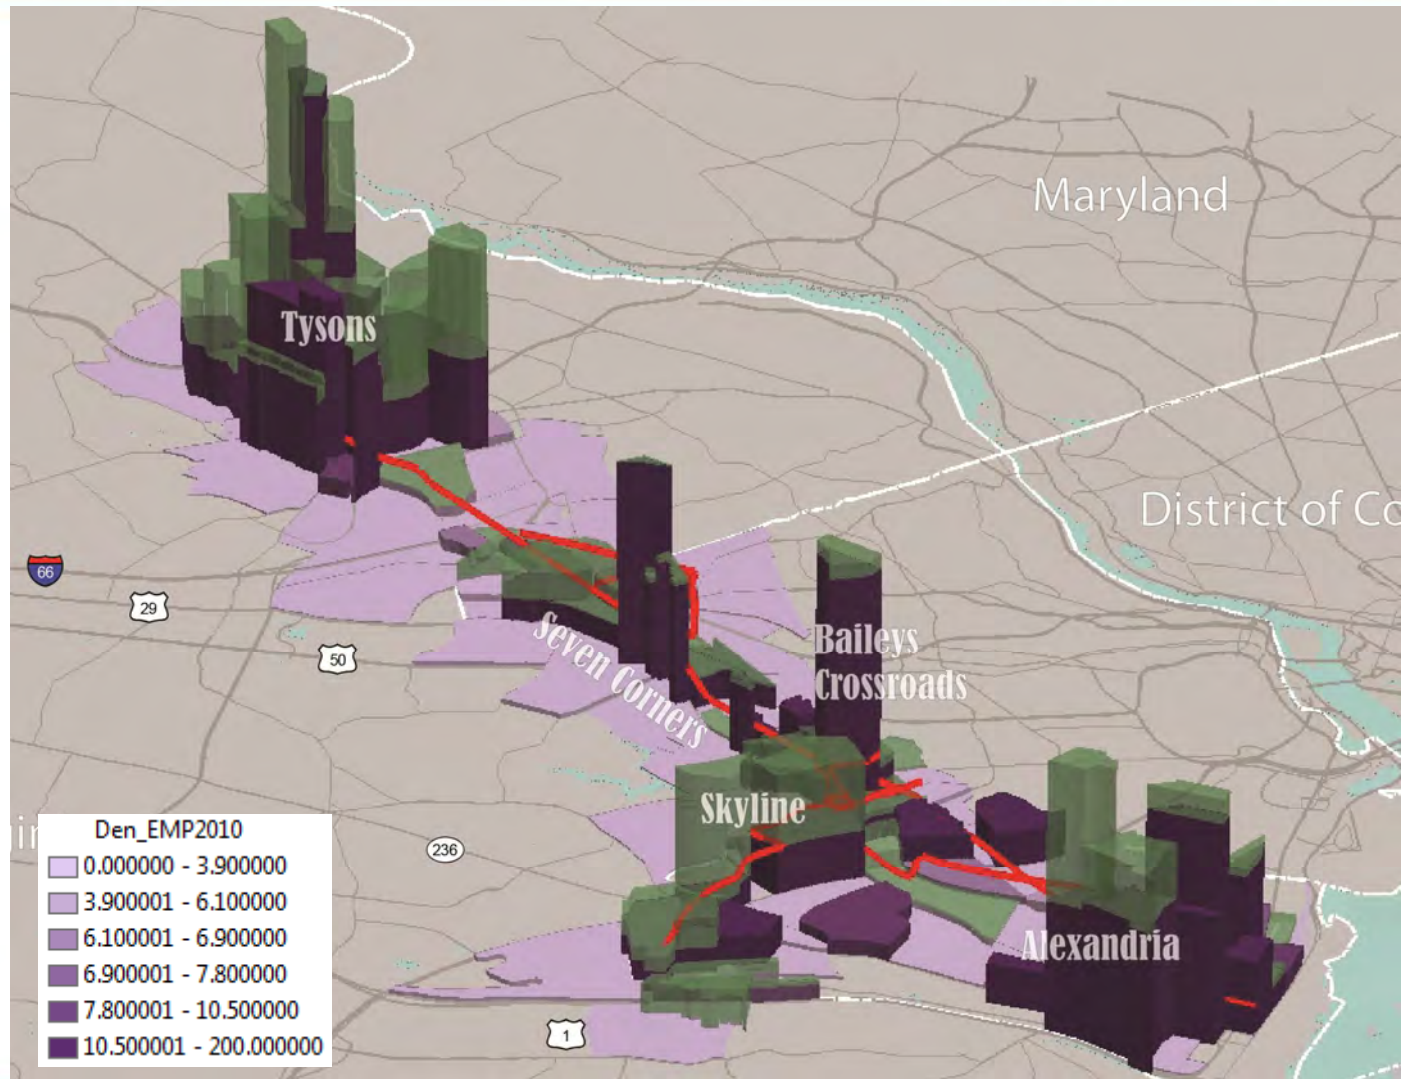 Maryland
Tysons
District of Co
66
29
50
Seven Corners
Baileys
Crossroads
Skyline
236
Alexandria
1
Den_EMP2010
0.000000 - 3.900000
3.900001 - 6.100000
6.100001 - 6.900000
6.900001 - 7.800000
7.800001 - 10.500000
10.500001 - 200.000000